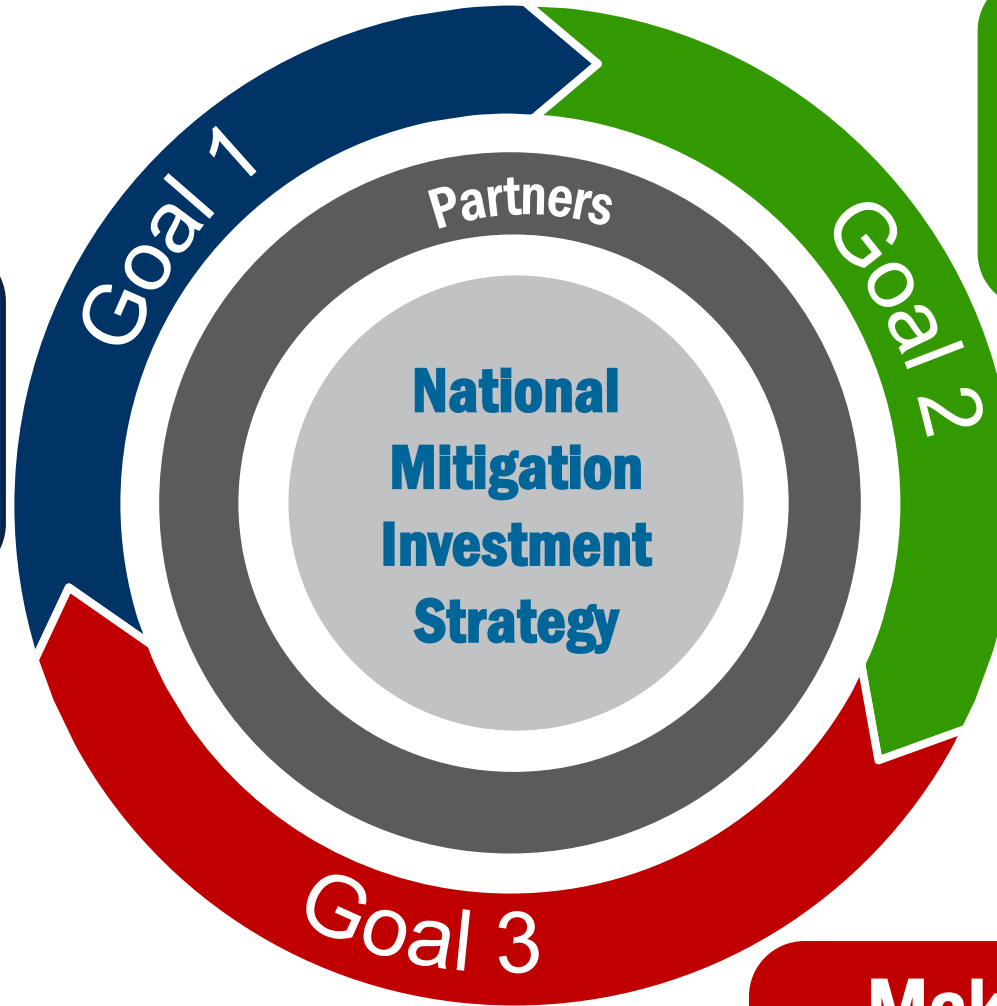 Goal 1
Partners
Goal 2
National
Mitigation
Investment
Strategy
Goal 3